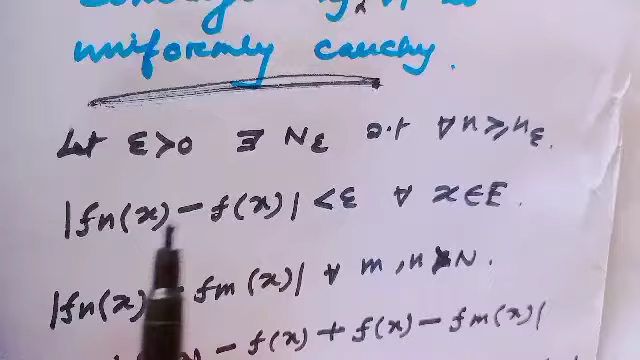 uniformly cauchy.
Let ε>0 ∃ Nε s.t ∀n≥nε.
|fn(x) - f(x)| <ε ∀ x∈E.
|fn(x) - fm(x)| ∀ m,n≥N.
- f(x) + f(x) - fm(x)|